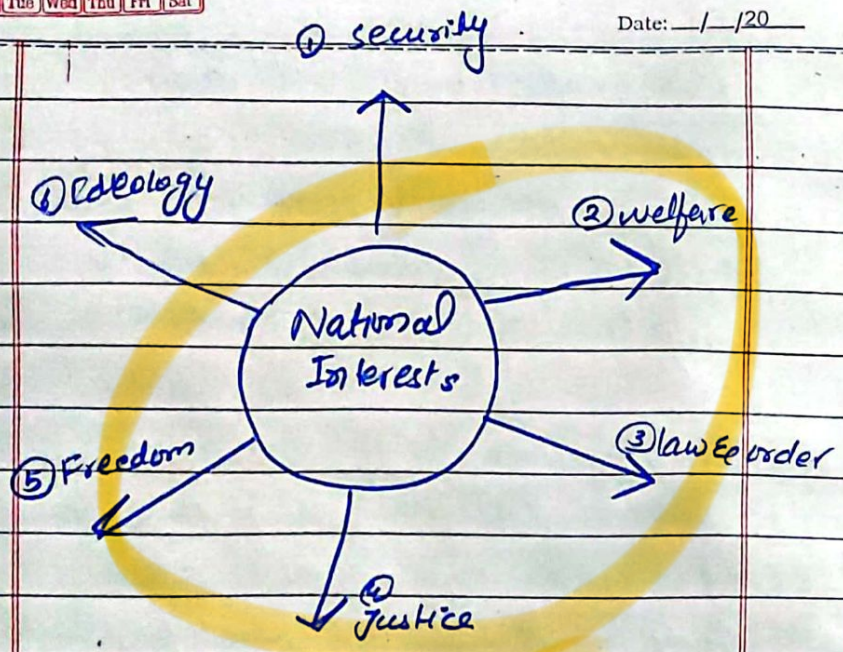 Tue Wed Thu Fri Sat
Date: / /20
① security
⑥ Ideology
② welfare
National
Interests
③ law & order
⑤ Freedom
④
Justice